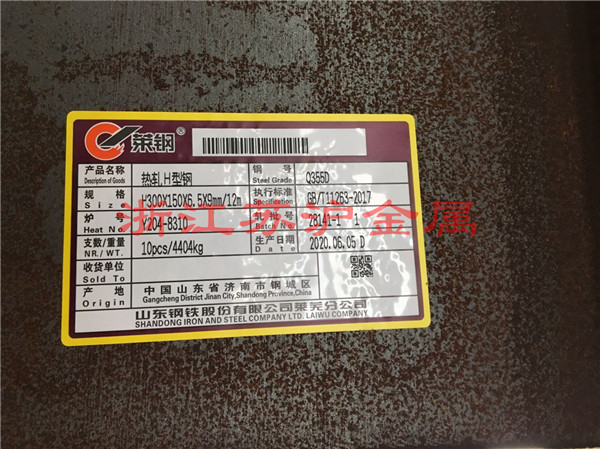 莱钢®
产品名称 热轧H型钢 钢号 Q355D
Description of Goods Steel Grade
规格 H300X150X6.5X9mm/12m 执行标准 GB/T11263-2017
Size Specification
炉号 Y204-8310 轧批号 28141-1 1
Heat No Batch No
支数/重量 10pcs/4404kg 生产日期 2020.06.05 D
NR./WT. Date
收货单位
Sold To
产地 中国山东省济南市钢城区
Origin Gangcheng District Jinan City,Shandong Province,China
山东钢铁股份有限公司莱芜分公司
SHANDONG IRON AND STEEL COMPANY LTD. LAIWU COMPANY
浙江苏沪金属